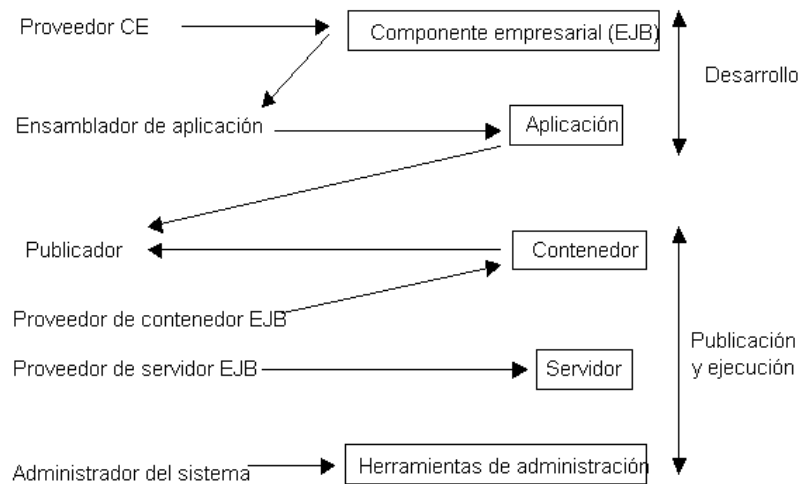 Proveedor CE
Componente empresarial (EJB)
Desarrollo
Ensamblador de aplicación
Aplicación
Publicador
Contenedor
Proveedor de contenedor EJB
Publicación
y ejecución
Proveedor de servidor EJB
Servidor
Administrador del sistema
Herramientas de administración